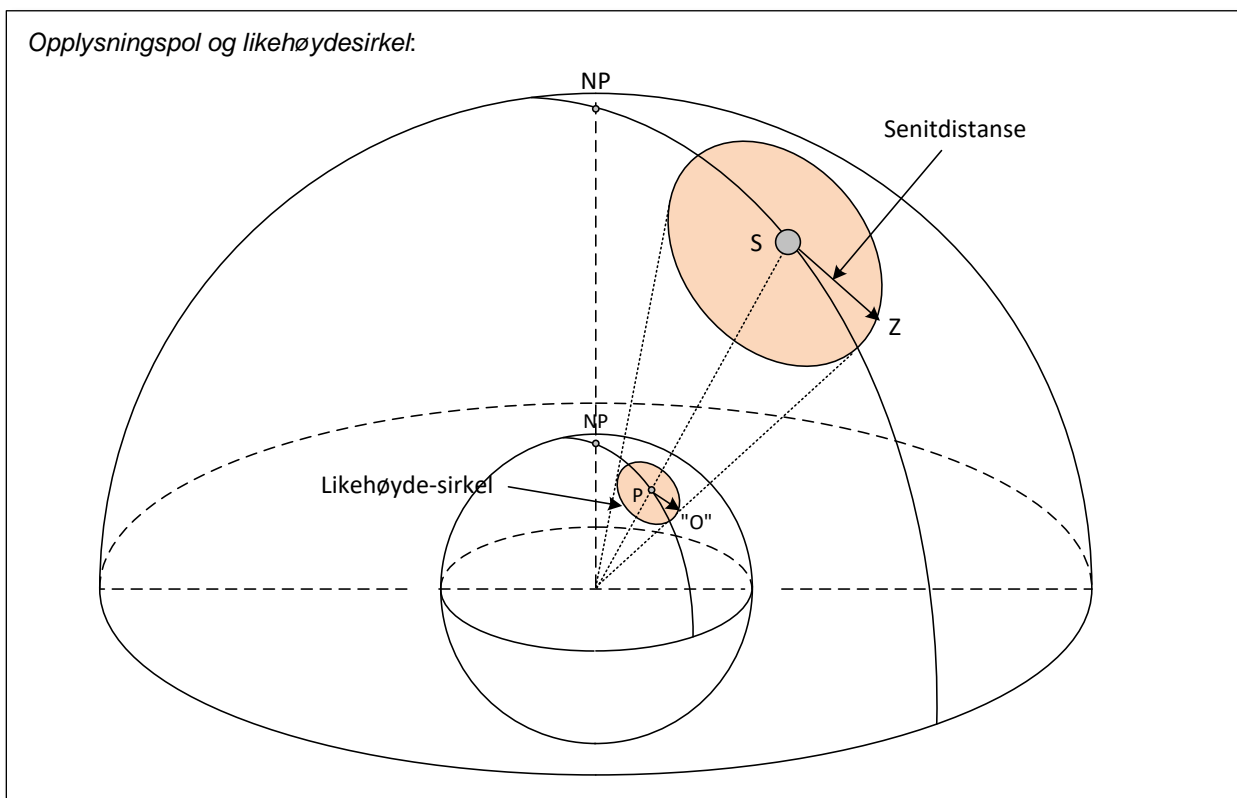 Opplysningspol og likehøydesirkel:
NP
Senitdistanse
S
Z
NP
Likehøyde-sirkel
P
"O"